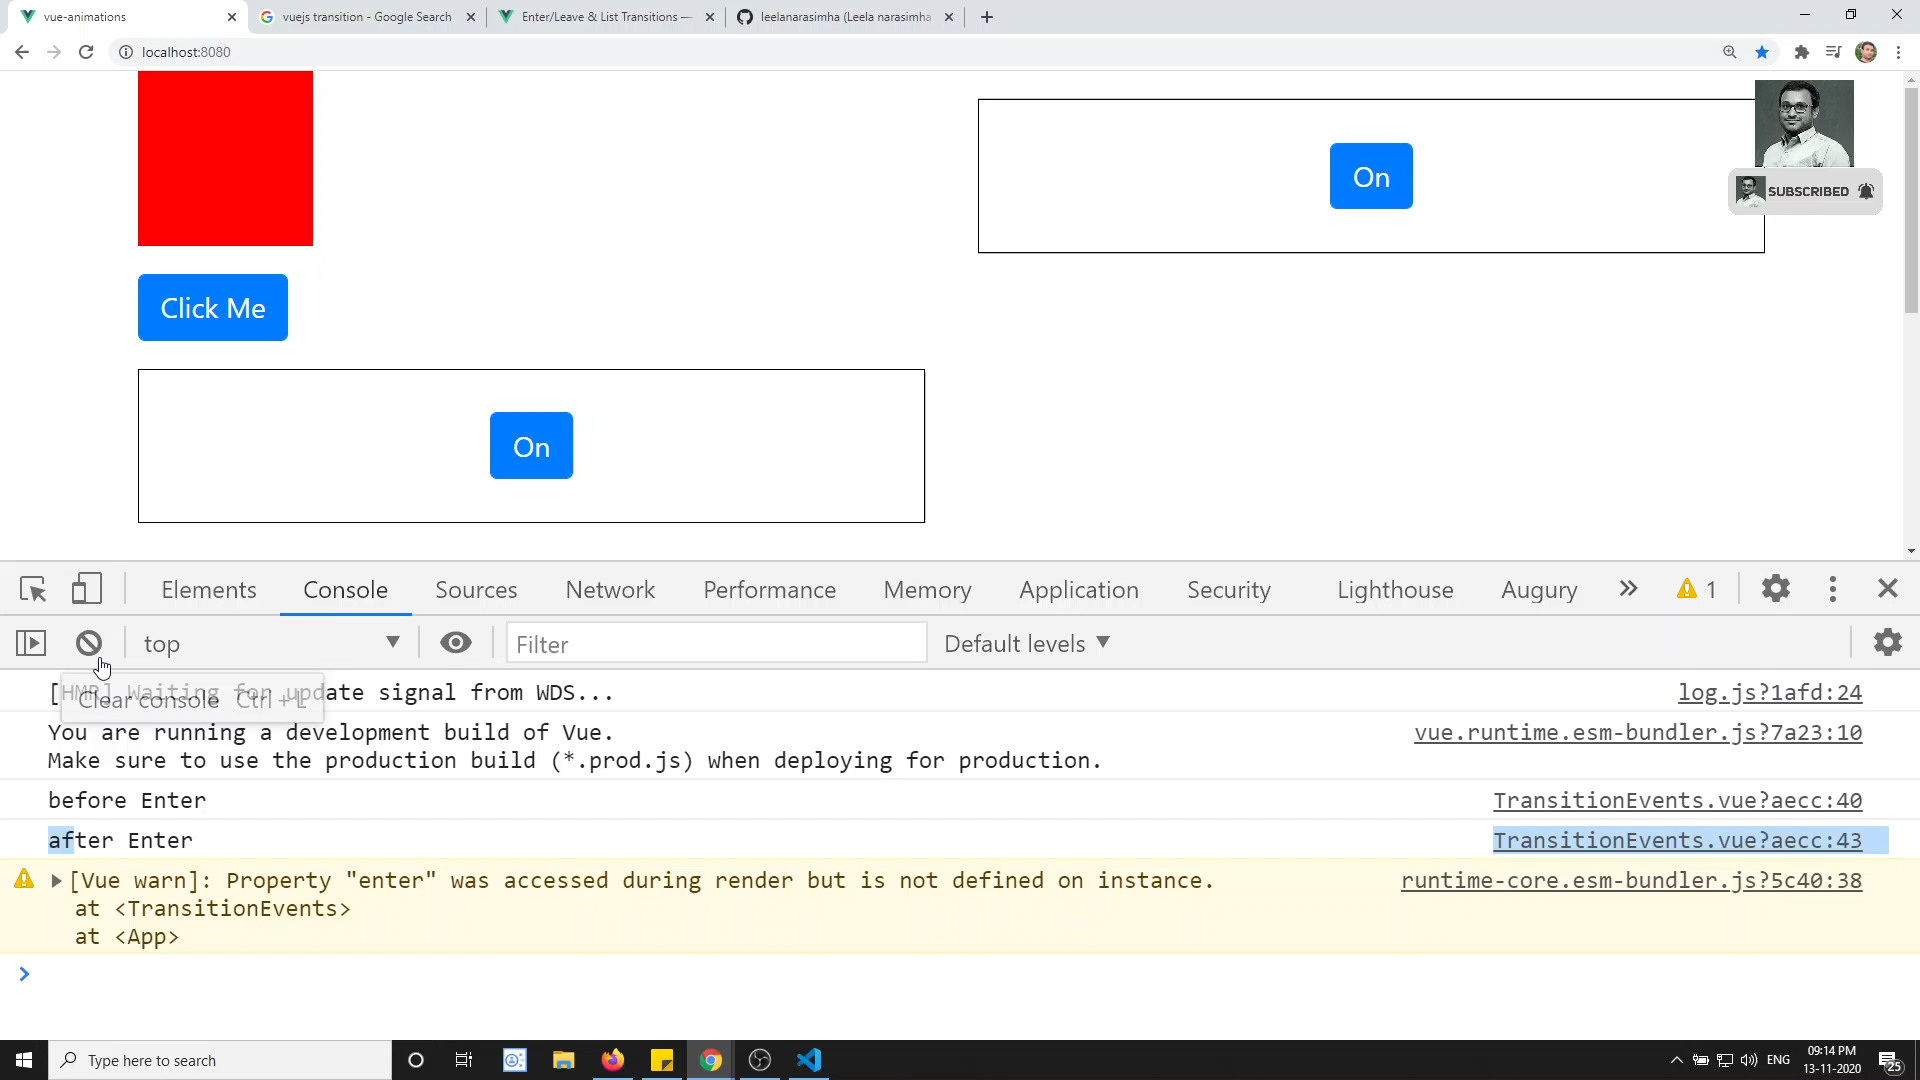 vue-animations
vuejs transition - Google Search
Enter/Leave & List Transitions —
leelanarasimha (Leela narasimha
localhost:8080
On
SUBSCRIBED
Click Me
On
Elements
Console
Sources
Network
Performance
Memory
Application
Security
Lighthouse
Augury
1
top
Filter
Default levels
[HMR] Waiting for update signal from WDS...
log.js?1afd:24
Clear console Ctrl + L
You are running a development build of Vue.
vue.runtime.esm-bundler.js?7a23:10
Make sure to use the production build (*.prod.js) when deploying for production.
before Enter
TransitionEvents.vue?aecc:40
after Enter
TransitionEvents.vue?aecc:43
[Vue warn]: Property "enter" was accessed during render but is not defined on instance.
runtime-core.esm-bundler.js?5c40:38
at <TransitionEvents>
at <App>
Type here to search
ENG
09:14 PM
13-11-2020
25